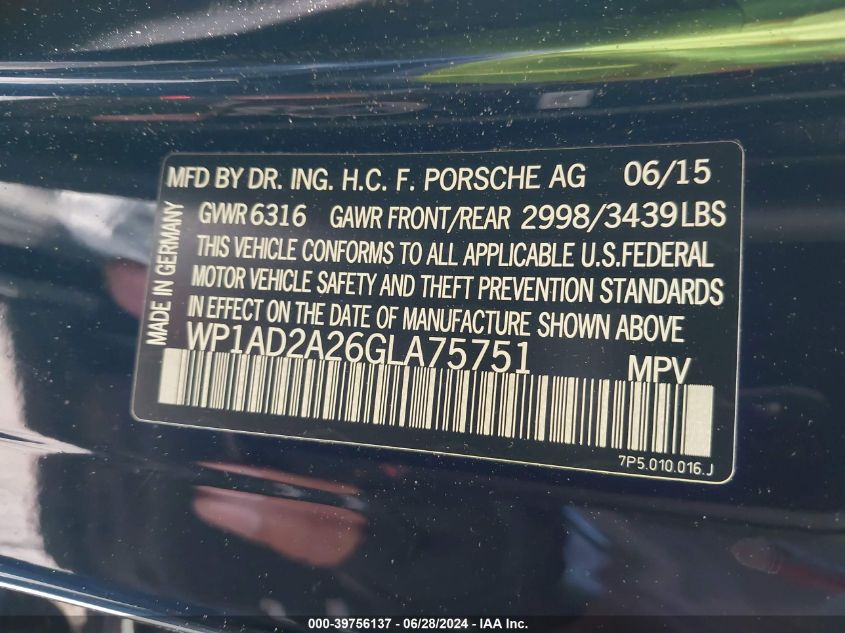 MFD BY DR. ING. H.C. F. PORSCHE AG 06/15
GVWR 6316 GAWR FRONT/REAR 2998/3439 LBS
THIS VEHICLE CONFORMS TO ALL APPLICABLE U.S.FEDERAL
MOTOR VEHICLE SAFETY AND THEFT PREVENTION STANDARDS
IN EFFECT ON THE DATE OF MANUFACTURE SHOWN ABOVE
WP1AD2A26GLA75751 MPV
7P5.010.016.J
MADE IN GERMANY
000-39756137 - 06/28/2024 - IAA Inc.